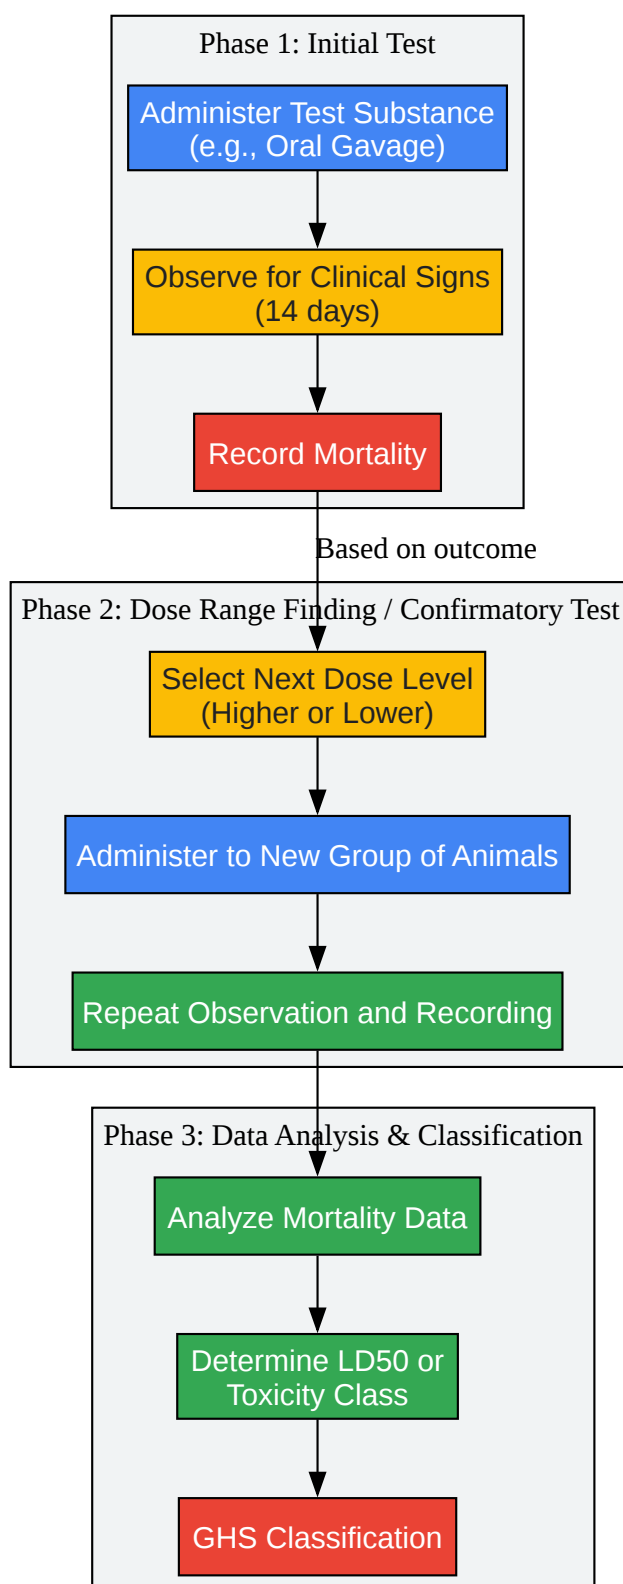 Phase 1: Initial Test
Administer Test Substance
(e.g., Oral Gavage)
Observe for Clinical Signs
(14 days)
Record Mortality
Based on outcome
Phase 2: Dose Range Finding / Confirmatory Test
Select Next Dose Level
(Higher or Lower)
Administer to New Group of Animals
Repeat Observation and Recording
Phase 3: Data Analysis & Classification
Analyze Mortality Data
Determine LD50 or
Toxicity Class
GHS Classification